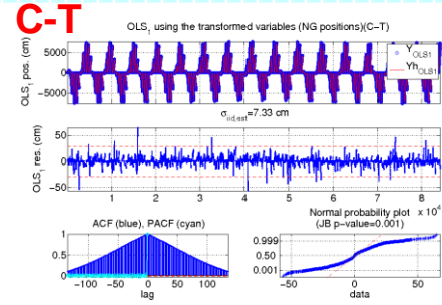 C-T
OLS1 using the transformed variables (NG positions)(C-T)
OLS1 pos. (cm)
5000
0
-5000
YOLS1
YhOLS1
σnd,est=7.33 cm
OLS1 res. (cm)
50
0
-50
1 2 3 4 5 6 7 8
x 10^4
ACF (blue), PACF (cyan)
1
0.5
0
-100 -50 0 50 100
lag
Normal probability plot
(JB p-value=0.001)
0.999
0.50
0.001
-50 0 50
data